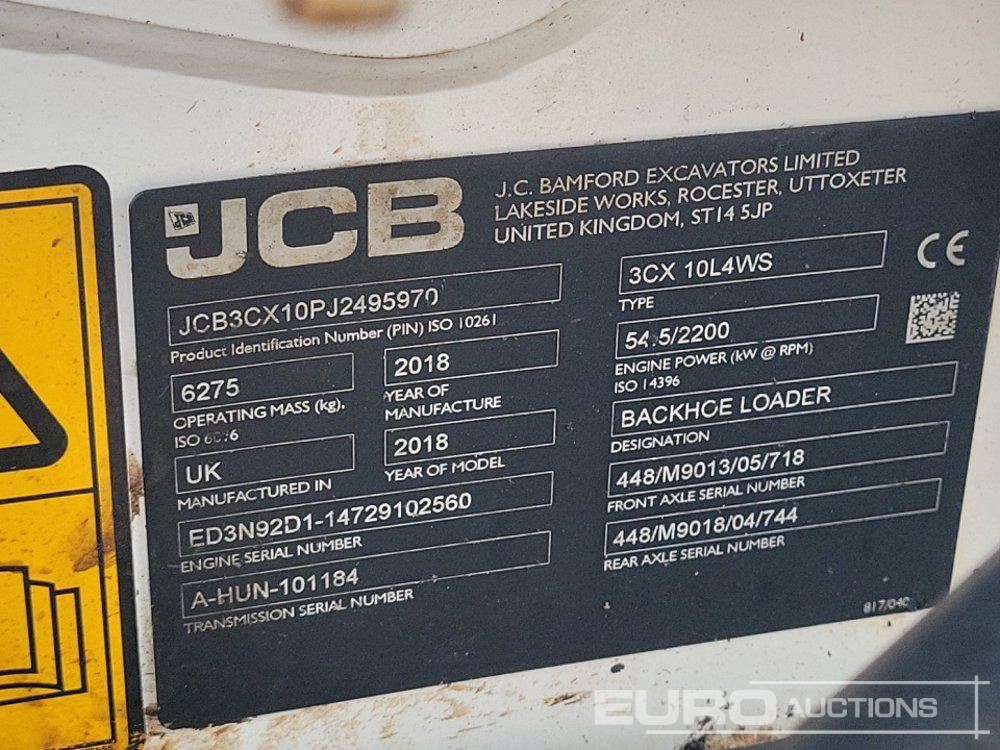 JCB
J.C. BAMFORD EXCAVATORS LIMITED
LAKESIDE WORKS, ROCESTER, UTTOXETER
UNITED KINGDOM, ST14 5JP
JCB3CX10PJ2495970
Product Identification Number (PIN) ISO 10261
6275
OPERATING MASS (kg),
ISO 6016
2018
YEAR OF
MANUFACTURE
UK
MANUFACTURED IN
2018
YEAR OF MODEL
ED3N92D1-14729102560
ENGINE SERIAL NUMBER
A-HUN-101184
TRANSMISSION SERIAL NUMBER
3CX 10L4WS
TYPE
CE
54.5/2200
ENGINE POWER (kW @ RPM)
ISO 14396
BACKHOE LOADER
DESIGNATION
448/M9013/05/718
FRONT AXLE SERIAL NUMBER
448/M9018/04/744
REAR AXLE SERIAL NUMBER
817/040
EURO AUCTIONS